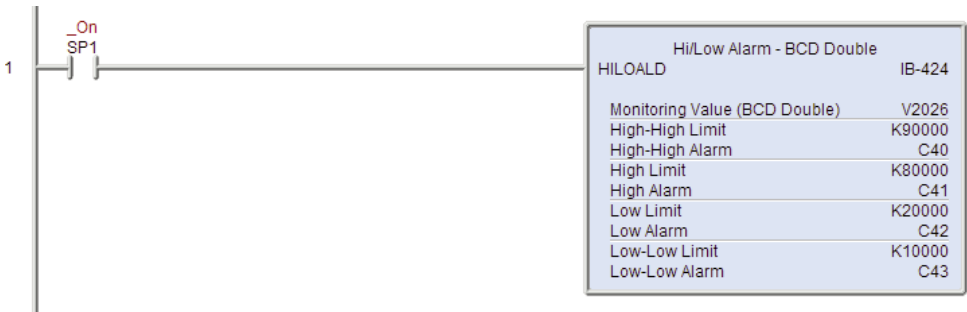 _On
SP1
1
Hi/Low Alarm - BCD Double
HILOALD IB-424
Monitoring Value (BCD Double) V2026
High-High Limit K90000
High-High Alarm C40
High Limit K80000
High Alarm C41
Low Limit K20000
Low Alarm C42
Low-Low Limit K10000
Low-Low Alarm C43